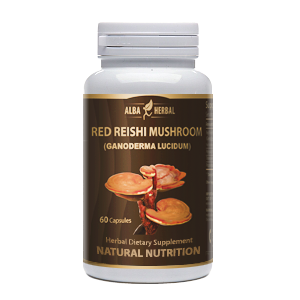 ALBA HERBAL
RED REISHI MUSHROOM
(GANODERMA LUCIDUM)
60 Capsules
Herbal Dietary Supplement
NATURAL NUTRITION